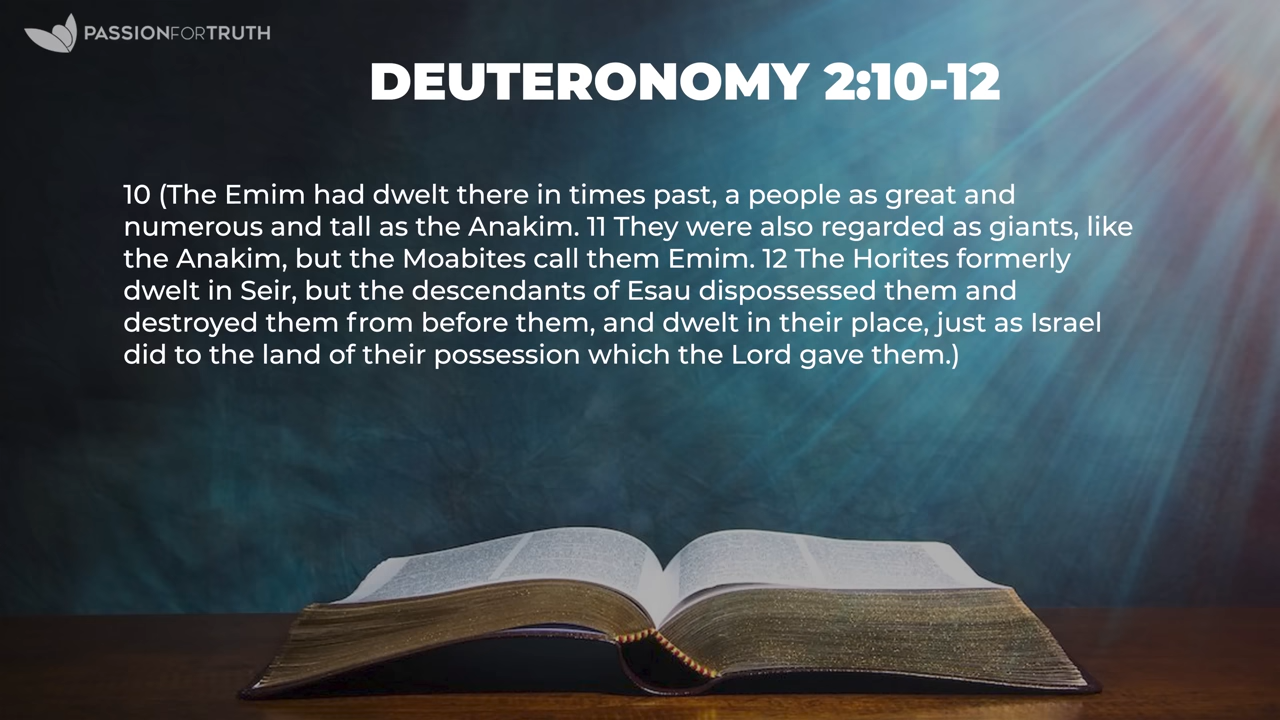 PASSIONFORTRUTH
DEUTERONOMY 2:10-12
10 (The Emim had dwelt there in times past, a people as great and
numerous and tall as the Anakim. 11 They were also regarded as giants, like
the Anakim, but the Moabites call them Emim. 12 The Horites formerly
dwelt in Seir, but the descendants of Esau dispossessed them and
destroyed them from before them, and dwelt in their place, just as Israel
did to the land of their possession which the Lord gave them.)